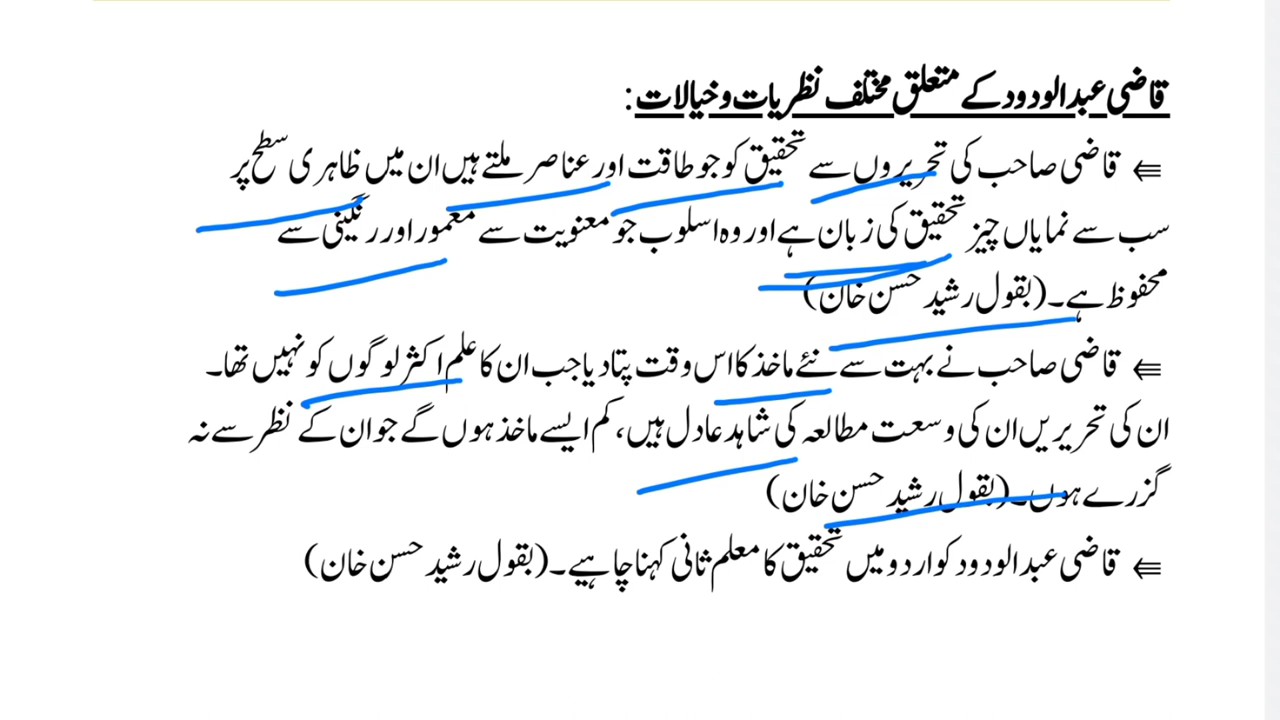 قاضی عبدالودود کے متعلق مختلف نظریات و خیالات:
⇚ قاضی صاحب کی تحریروں سے تحقیق کو جو طاقت اور عناصر ملتے ہیں ان میں ظاہری سطح پر
سب سے نمایاں چیز تحقیق کی زبان ہے اور وہ اسلوب جو معنویت سے معمور اور رنگینی سے
محفوظ ہے۔ (بقول رشید حسن خان)
⇚ قاضی صاحب نے بہت سے نئے ماخذ کا اس وقت پتا دیا جب ان کا علم اکثر لوگوں کو نہیں تھا۔
ان کی تحریریں ان کی وسعت مطالعہ کی شاہد عادل ہیں، کم ایسے ماخذ ہوں گے جو ان کے نظر سے نہ
گزرے ہوں۔ (بقول رشید حسن خان)
⇚ قاضی عبدالودود کو اردو میں تحقیق کا معلم ثانی کہنا چاہیے۔ (بقول رشید حسن خان)